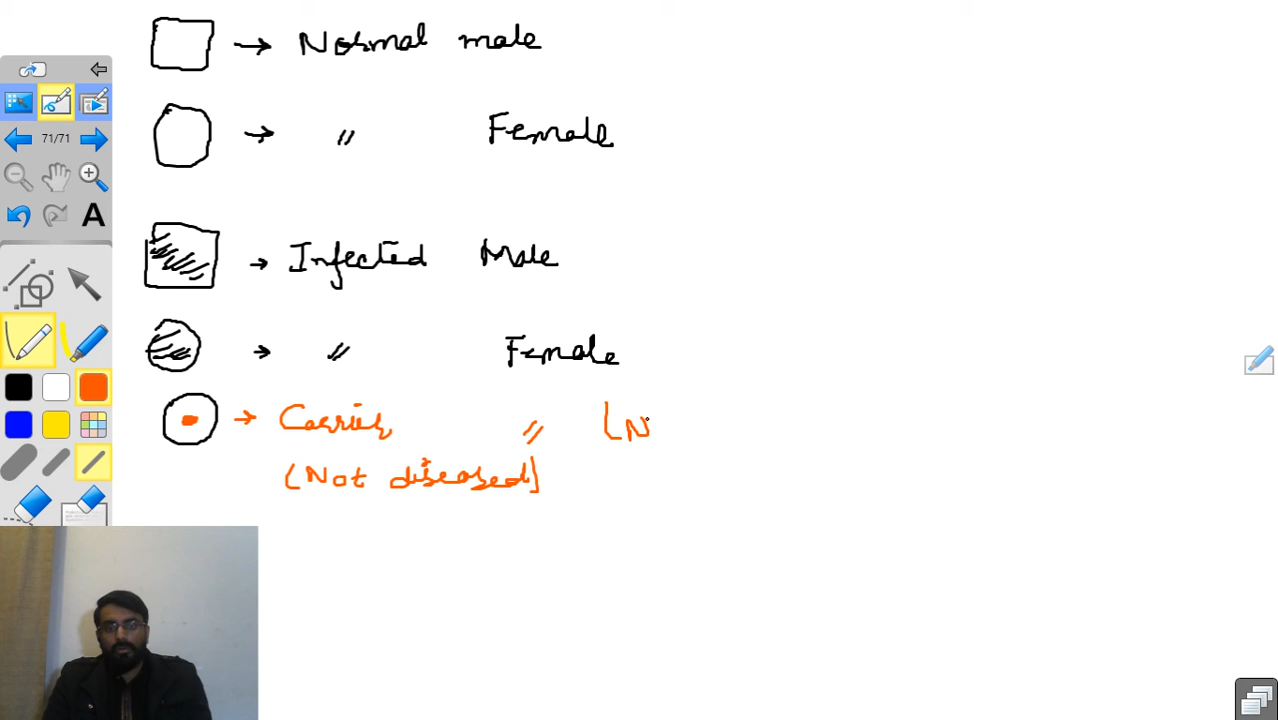 71/71
A
→ Normal male
→ " Female
→ Infected Male
→ " Female
→ Carrier " (N
(Not diseased)